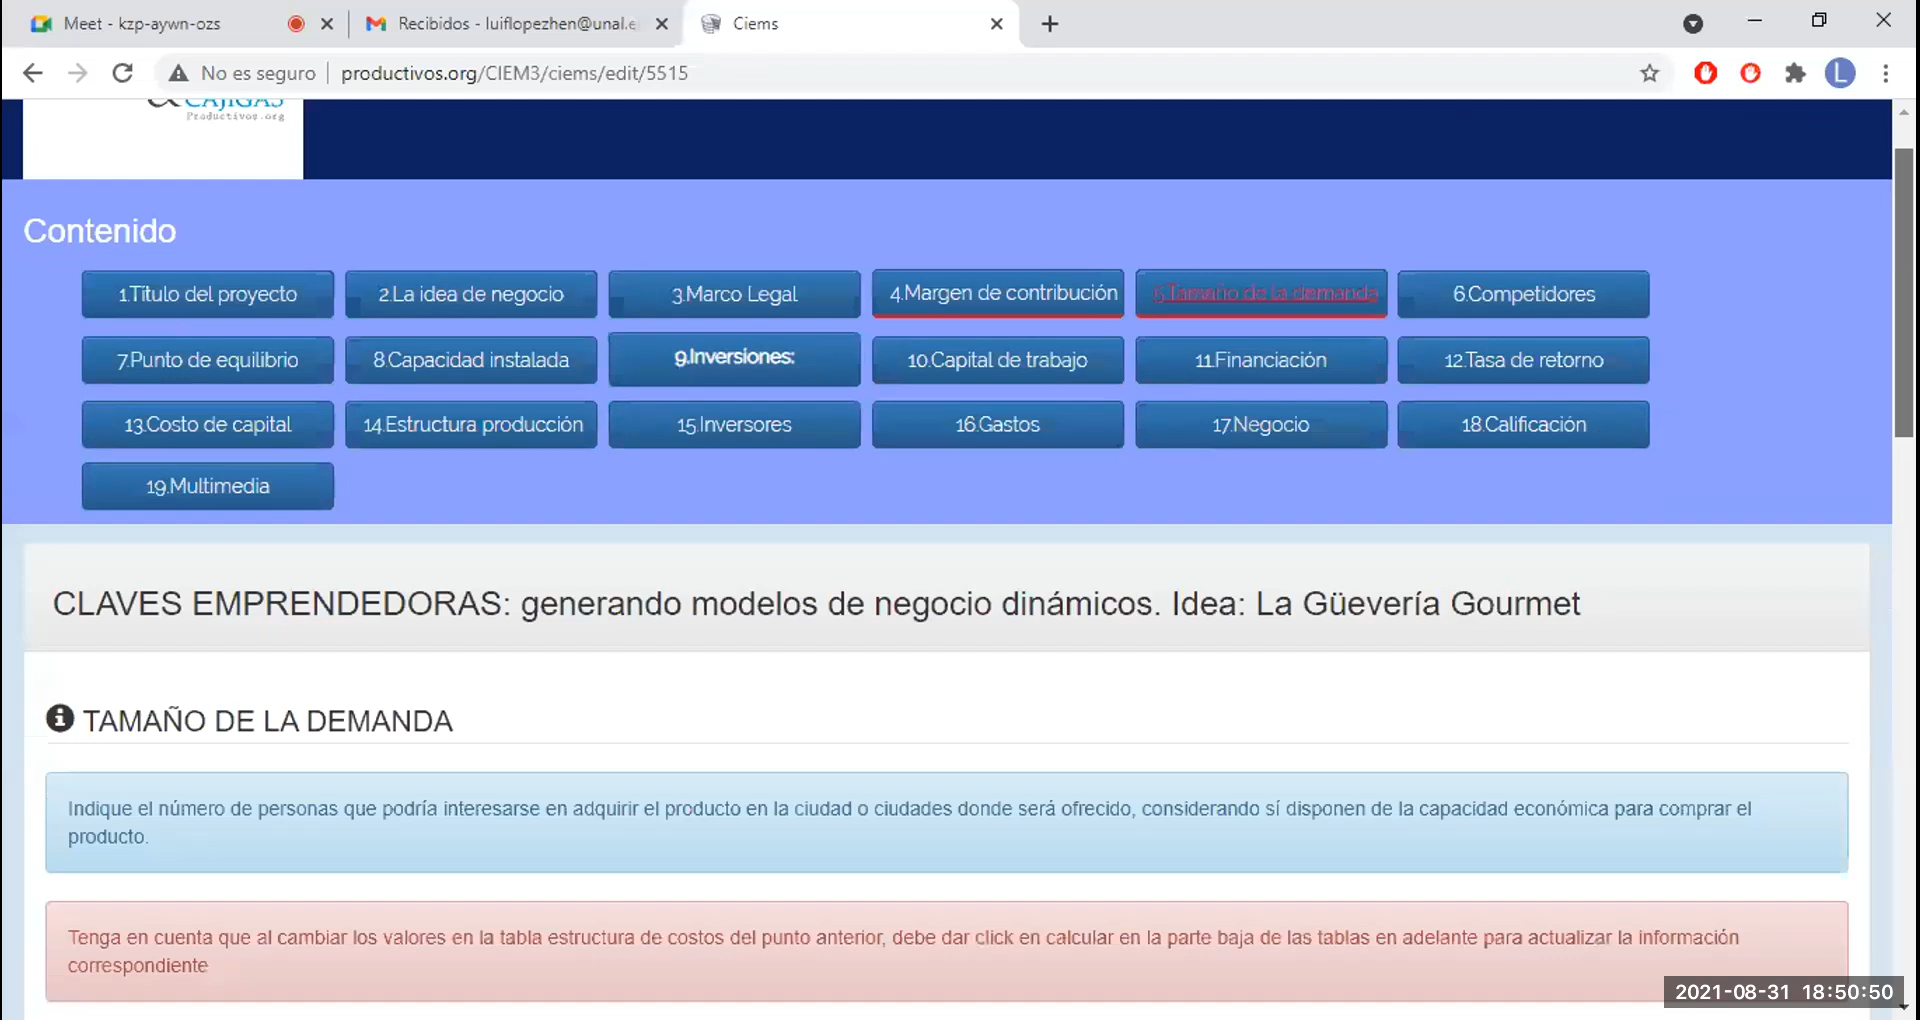 Meet - kzp-aywn-ozs
Recibidos - luiflopezhen@unal.e
Ciems
No es seguro
productivos.org/CIEM3/ciems/edit/5515
L
& CAJIGAS
Productivos.org
Contenido
1.Título del proyecto
2.La idea de negocio
3.Marco Legal
4.Margen de contribución
5.Tamaño de la demanda
6.Competidores
7.Punto de equilibrio
8.Capacidad instalada
9.Inversiones:
10.Capital de trabajo
11.Financiación
12.Tasa de retorno
13.Costo de capital
14.Estructura producción
15.Inversores
16.Gastos
17.Negocio
18.Calificación
19.Multimedia
CLAVES EMPRENDEDORAS: generando modelos de negocio dinámicos. Idea: La Güevería Gourmet
TAMAÑO DE LA DEMANDA
Indique el número de personas que podría interesarse en adquirir el producto en la ciudad o ciudades donde será ofrecido, considerando sí disponen de la capacidad económica para comprar el
producto.
Tenga en cuenta que al cambiar los valores en la tabla estructura de costos del punto anterior, debe dar click en calcular en la parte baja de las tablas en adelante para actualizar la información
correspondiente
2021-08-31 18:50:50